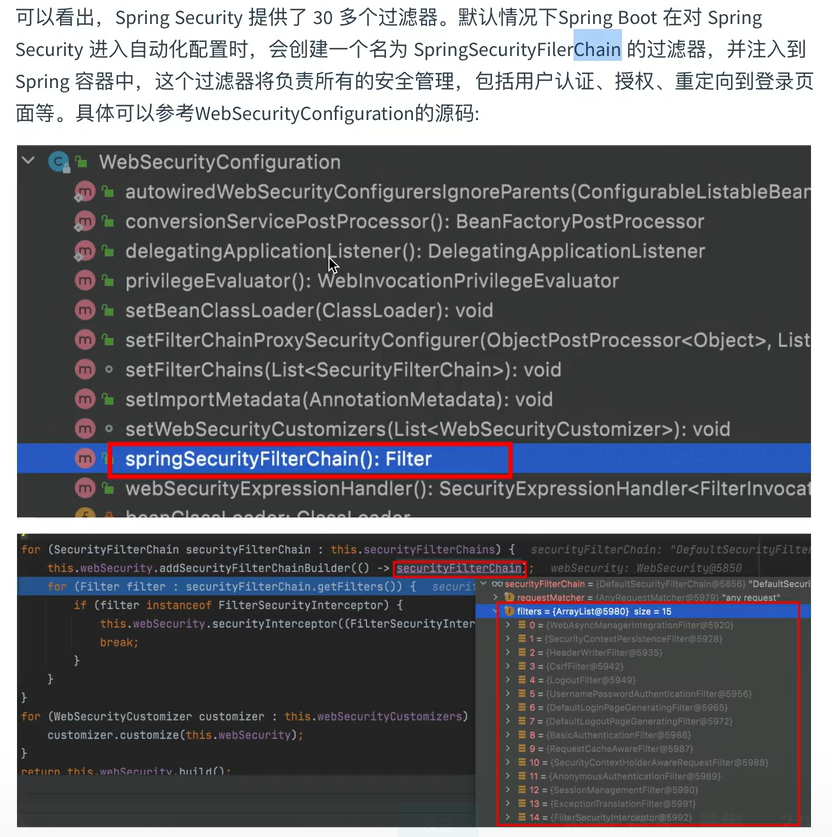 可以看出，Spring Security 提供了 30 多个过滤器。默认情况下Spring Boot 在对 Spring
Security 进入自动化配置时，会创建一个名为 SpringSecurityFilerChain 的过滤器，并注入到
Spring 容器中，这个过滤器将负责所有的安全管理，包括用户认证、授权、重定向到登录页
面等。具体可以参考WebSecurityConfiguration的源码:
WebSecurityConfiguration
autowiredWebSecurityConfigurersIgnoreParents(ConfigurableListableBean
conversionServicePostProcessor(): BeanFactoryPostProcessor
delegatingApplicationListener(): DelegatingApplicationListener
privilegeEvaluator(): WebInvocationPrivilegeEvaluator
setBeanClassLoader(ClassLoader): void
setFilterChainProxySecurityConfigurer(ObjectPostProcessor<Object>, List
setFilterChains(List<SecurityFilterChain>): void
setImportMetadata(AnnotationMetadata): void
setWebSecurityCustomizers(List<WebSecurityCustomizer>): void
springSecurityFilterChain(): Filter
webSecurityExpressionHandler(): SecurityExpressionHandler<FilterInvocat
beanClassLoader: ClassLoader
for (SecurityFilterChain securityFilterChain : this.securityFilterChains) { securityFilterChain: "DefaultSecurityFilter
this.webSecurity.addSecurityFilterChainBuilder(() -> securityFilterChain); webSecurity: WebSecurity@5850
for (Filter filter : securityFilterChain.getFilters()) { securit
if (filter instanceof FilterSecurityInterceptor) {
this.webSecurity.securityInterceptor((FilterSecurityInter
break;
}
}
}
for (WebSecurityCustomizer customizer : this.webSecurityCustomizers)
customizer.customize(this.webSecurity);
}
return this.webSecurity.build();
securityFilterChain = {DefaultSecurityFilterChain@5856} "DefaultSecuri
requestMatcher = {AnyRequestMatcher@5979} "any request"
filters = {ArrayList@5980} size = 15
0 = {WebAsyncManagerIntegrationFilter@5920}
1 = {SecurityContextPersistenceFilter@5928}
2 = {HeaderWriterFilter@5935}
3 = {CsrfFilter@5942}
4 = {LogoutFilter@5949}
5 = {UsernamePasswordAuthenticationFilter@5956}
6 = {DefaultLoginPageGeneratingFilter@5965}
7 = {DefaultLogoutPageGeneratingFilter@5972}
8 = {BasicAuthenticationFilter@5986}
9 = {RequestCacheAwareFilter@5987}
10 = {SecurityContextHolderAwareRequestFilter@5988}
11 = {AnonymousAuthenticationFilter@5989}
12 = {SessionManagementFilter@5990}
13 = {ExceptionTranslationFilter@5991}
14 = {FilterSecurityInterceptor@5992}